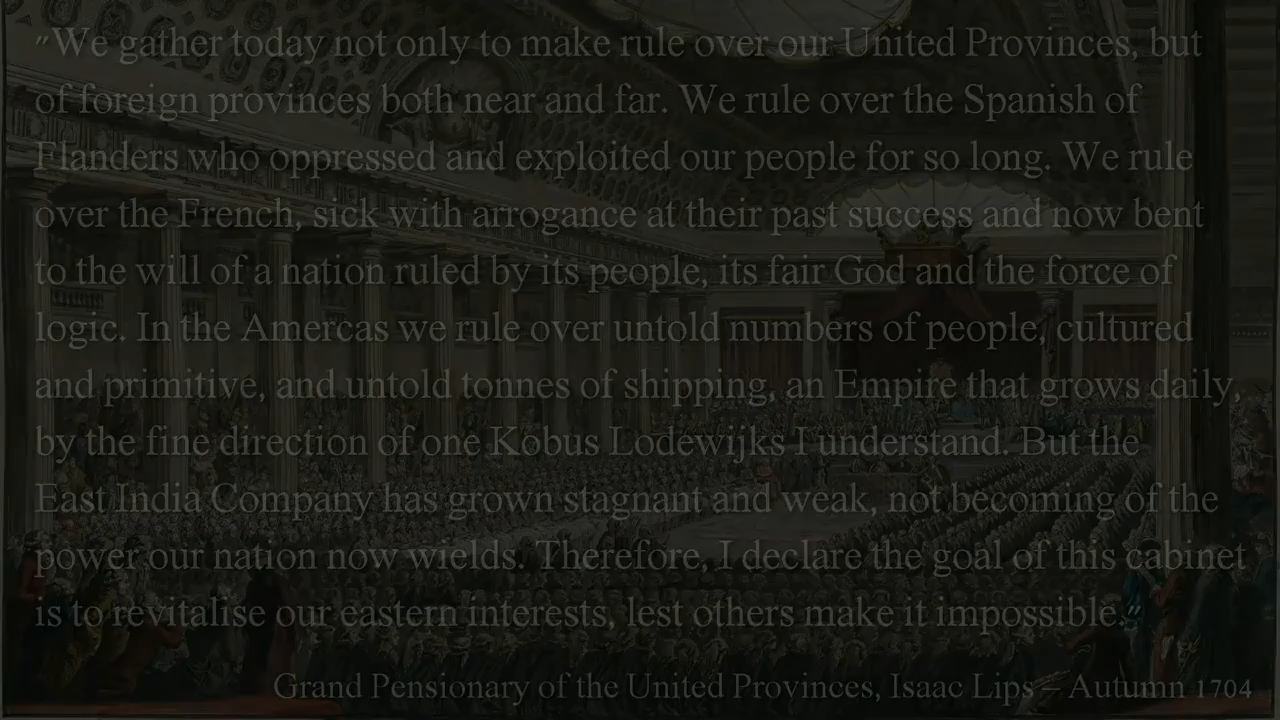 "We gather today not only to make rule over our United Provinces, but
of foreign provinces both near and far. We rule over the Spanish of
Flanders who oppressed and exploited our people for so long. We rule
over the French, sick with arrogance at their past success and now bent
to the will of a nation ruled by its people, its fair God and the force of
logic. In the Amercas we rule over untold numbers of people, cultured
and primitive, and untold tonnes of shipping, an Empire that grows daily,
by the fine direction of one Kobus Lodewijks I understand. But the
East India Company has grown stagnant and weak, not becoming of the
power our nation now wields. Therefore, I declare the goal of this cabinet
is to revitalise our eastern interests, lest others make it impossible."
Grand Pensionary of the United Provinces, Isaac Lips – Autumn 1704